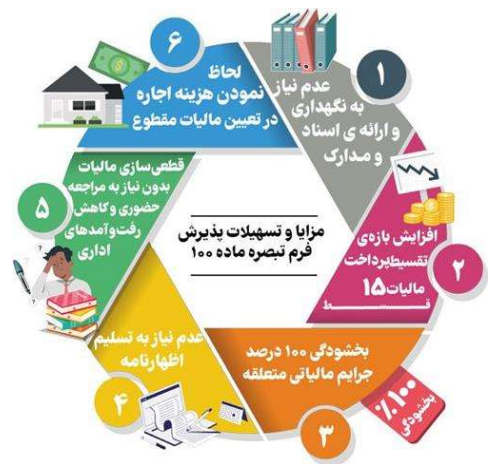 مزایا و تسهیلات پذیرش
فرم تبصره ماده ۱۰۰
۱
عدم نیاز
به نگهداری
و ارائه ی اسناد
و مدارک
۲
افزایش بازه‌ی
تقسیط پرداخت
مالیات ۱۵
قسط
۳
بخشودگی ۱۰۰ درصد
جرایم مالیاتی متعلقه
٪۱۰۰
بخشودگی
۴
عدم نیاز به تسلیم
اظهارنامه
۵
قطعی‌سازی مالیات
بدون نیاز به مراجعه
حضوری و کاهش
رفت‌و‌آمدهای
اداری
۶
لحاظ
نمودن هزینه اجاره
در تعیین مالیات مقطوع